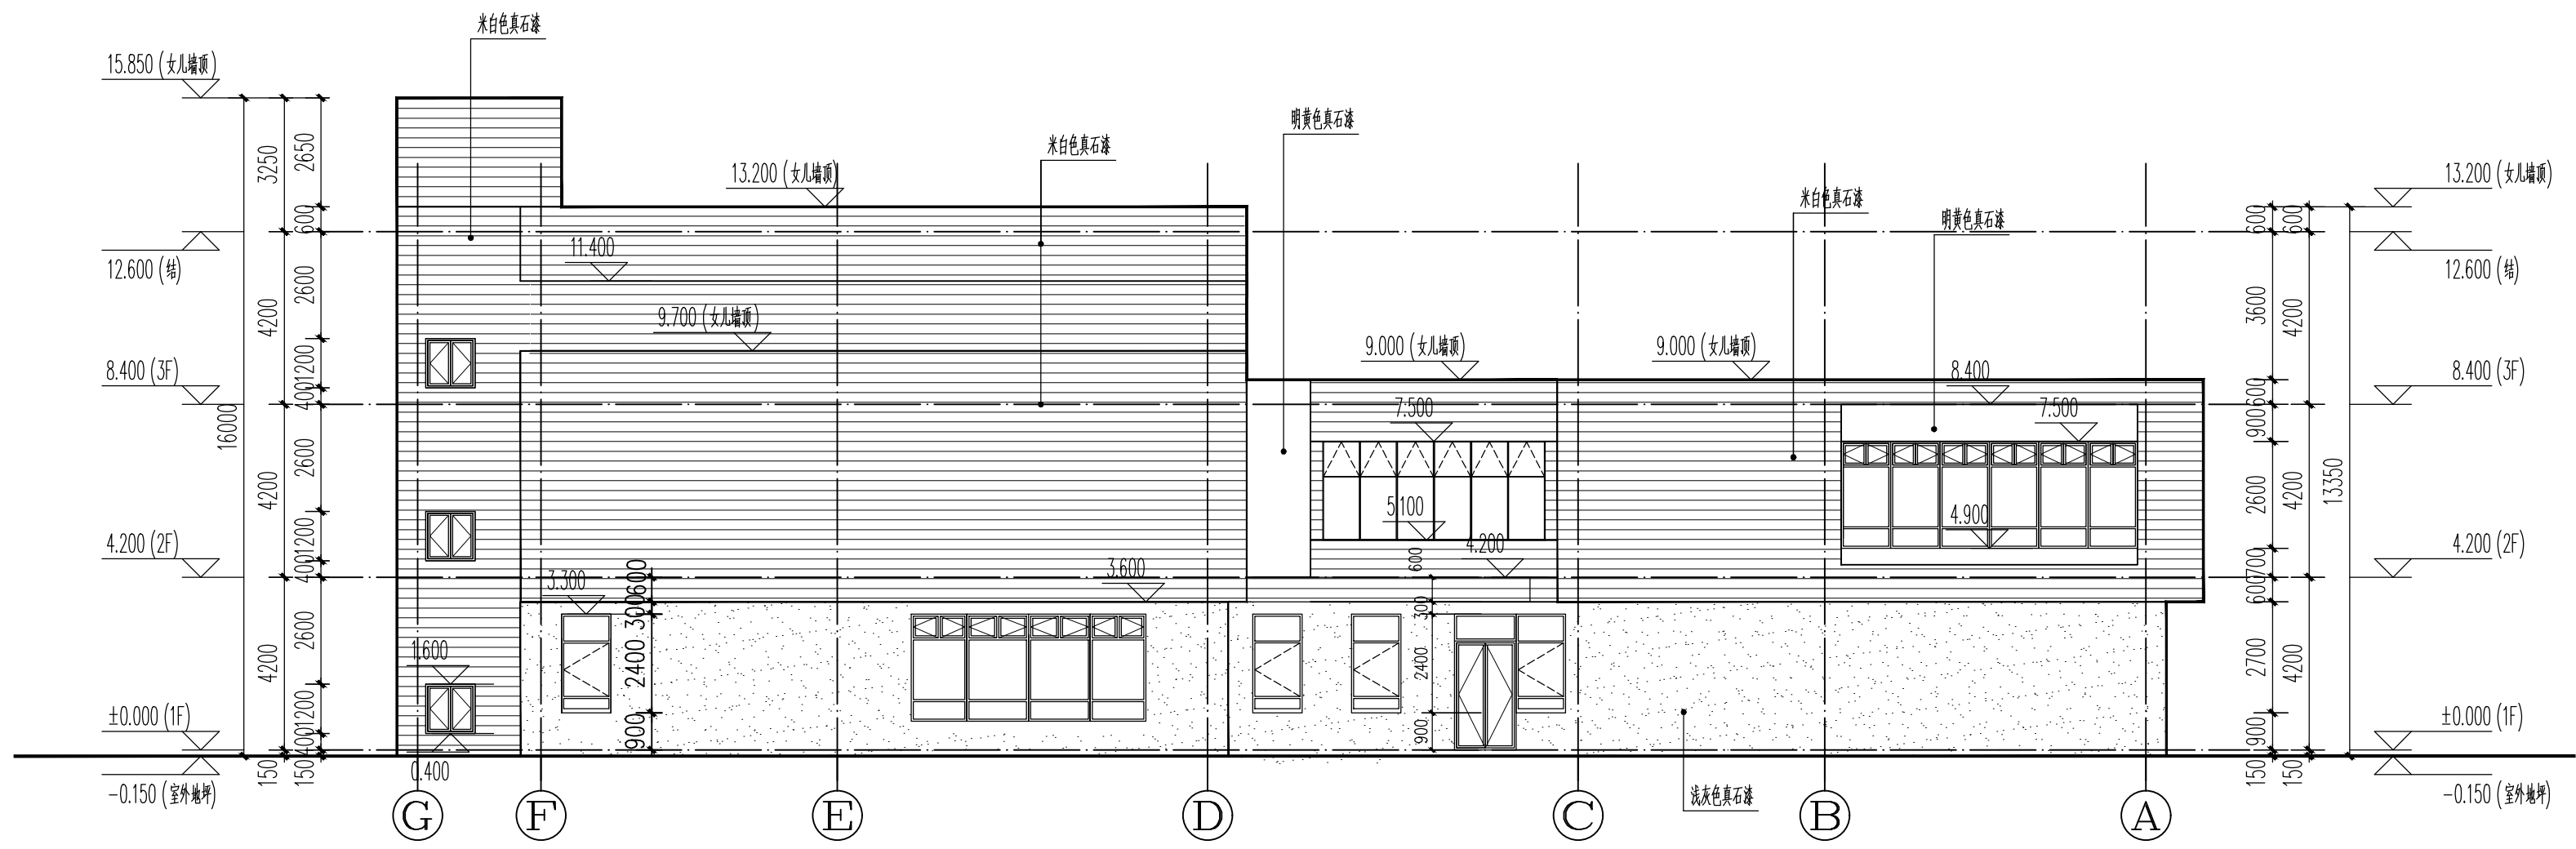 米白色真石漆
15.850 (女儿墙顶)
明黄色真石漆
米白色真石漆
13.200 (女儿墙顶)
13.200 (女儿墙顶)
米白色真石漆
明黄色真石漆
3250
2650
600
11.400
600
600
12.600 (结)
12.600 (结)
9.700 (女儿墙顶)
9.000 (女儿墙顶)
9.000 (女儿墙顶)
4200
2600
1200
400
3600
4200
8.400 (3F)
8.400
8.400 (3F)
16000
7.500
7.500
600
900
4200
2600
1200
400
5.100
4.900
2600
4200
13350
4.200 (2F)
600
4.200
700
4.200 (2F)
3.300
600
300
3.600
300
600
4200
2600
1.600
2400
2400
2700
4200
1200
400
±0.000 (1F)
900
900
900
±0.000 (1F)
150
150
0.400
150
150
-0.150 (室外地坪)
浅灰色真石漆
-0.150 (室外地坪)
G
F
E
D
C
B
A